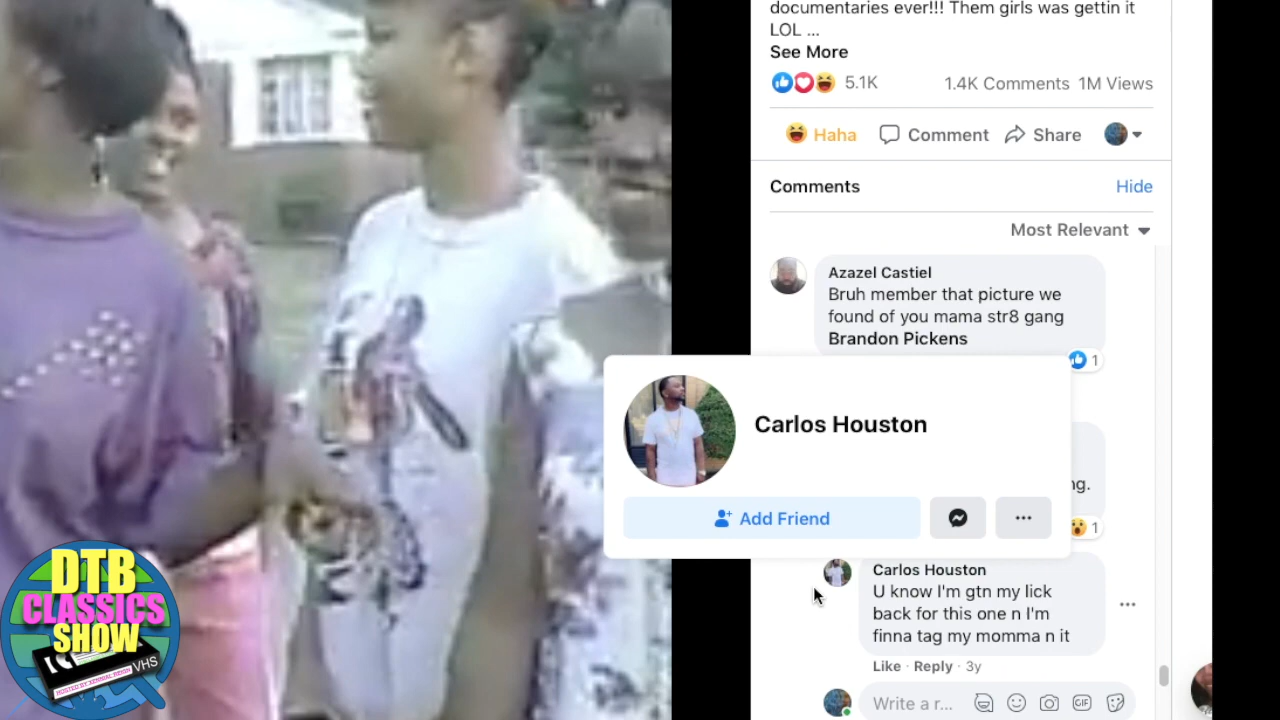 documentaries ever!!! Them girls was gettin it
LOL ...
See More
5.1K
1.4K Comments 1M Views
Haha
Comment
Share
Comments
Hide
Most Relevant
Azazel Castiel
Bruh member that picture we
found of you mama str8 gang
Brandon Pickens
1
Carlos Houston
ng.
1
Add Friend
Carlos Houston
U know I'm gtn my lick
back for this one n I'm
finna tag my momma n it
Like · Reply · 3y
Write a r...
GIF
DTB
CLASSICS
SHOW
VHS